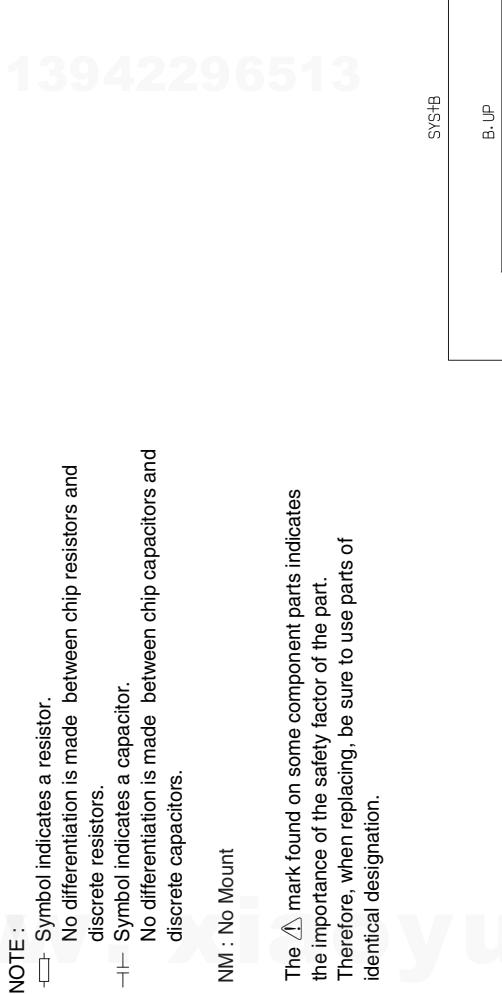 NOTE :
Symbol indicates a resistor.
No differentiation is made between chip resistors and
discrete resistors.
Symbol indicates a capacitor.
No differentiation is made between chip capacitors and
discrete capacitors.
NM : No Mount
The ⚠ mark found on some component parts indicates
the importance of the safety factor of the part.
Therefore, when replacing, be sure to use parts of
identical designation.
SYS+B
B. UP
13942296513
w. xiaoyu